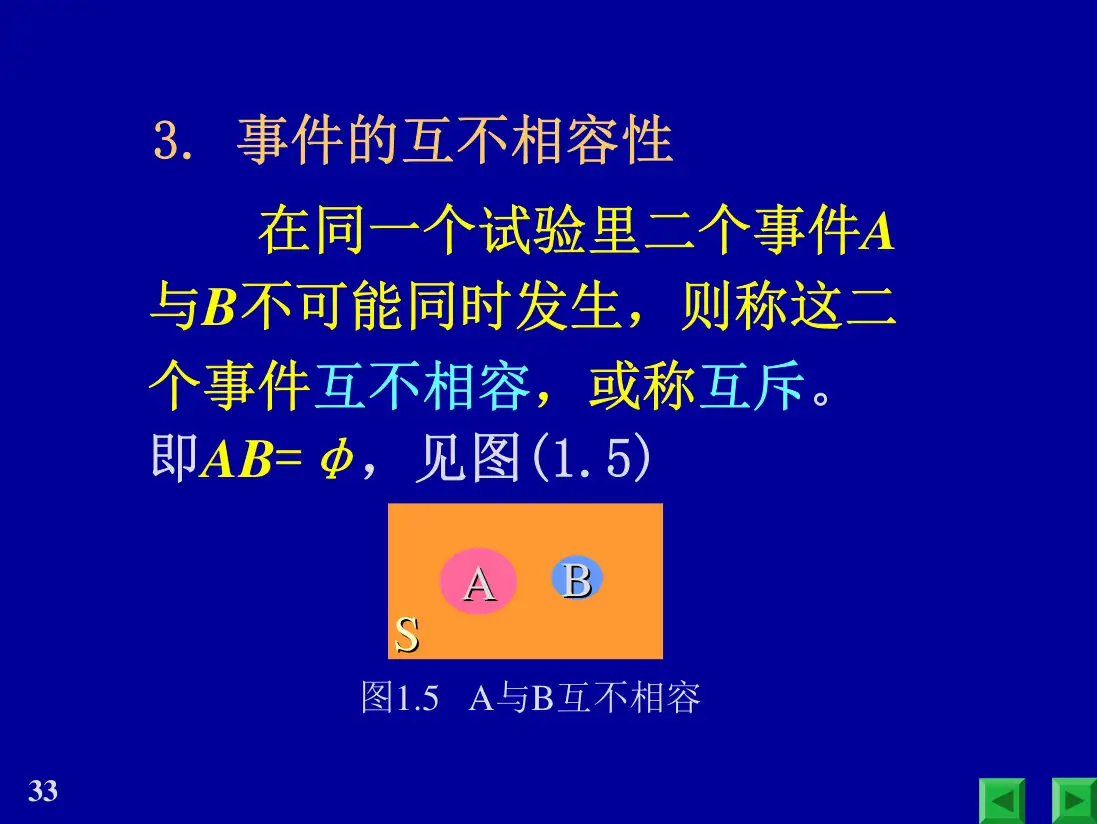 3. 事件的互不相容性
在同一个试验里二个事件A
与B不可能同时发生，则称这二
个事件互不相容，或称互斥。
即AB=φ，见图(1.5)
A
B
S
图1.5 A与B互不相容
33